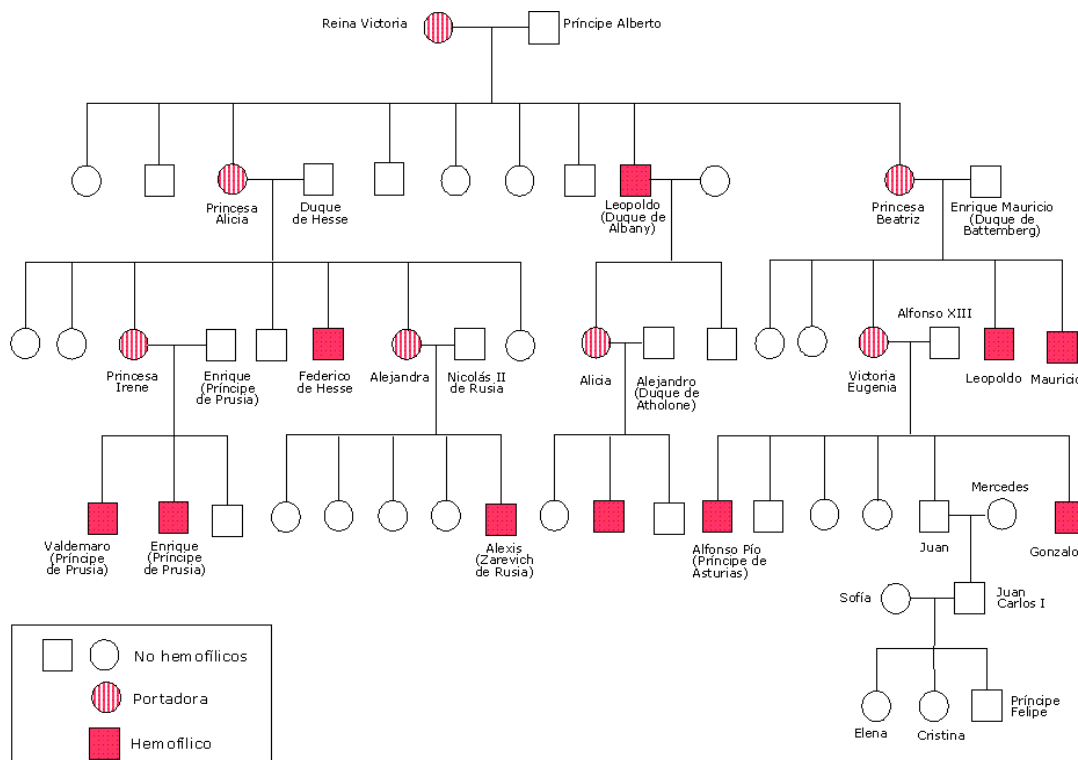 Reina Victoria
Príncipe Alberto
Princesa
Alicia
Duque
de Hesse
Leopoldo
(Duque de
Albany)
Princesa
Beatriz
Enrique Mauricio
(Duque de
Battemberg)
Alfonso XIII
Princesa
Irene
Enrique
(Príncipe
de Prusia)
Federico
de Hesse
Alejandra
Nicolás II
de Rusia
Alicia
Alejandro
(Duque de
Atholone)
Victoria
Eugenia
Leopoldo
Mauricio
Valdemaro
(Príncipe
de Prusia)
Enrique
(Príncipe
de Prusia)
Alexis
(Zarevich
de Rusia)
Alfonso Pío
(Príncipe de
Asturias)
Juan
Mercedes
Gonzalo
Sofía
Juan
Carlos I
Elena
Cristina
Príncipe
Felipe
No hemofílicos
Portadora
Hemofílico